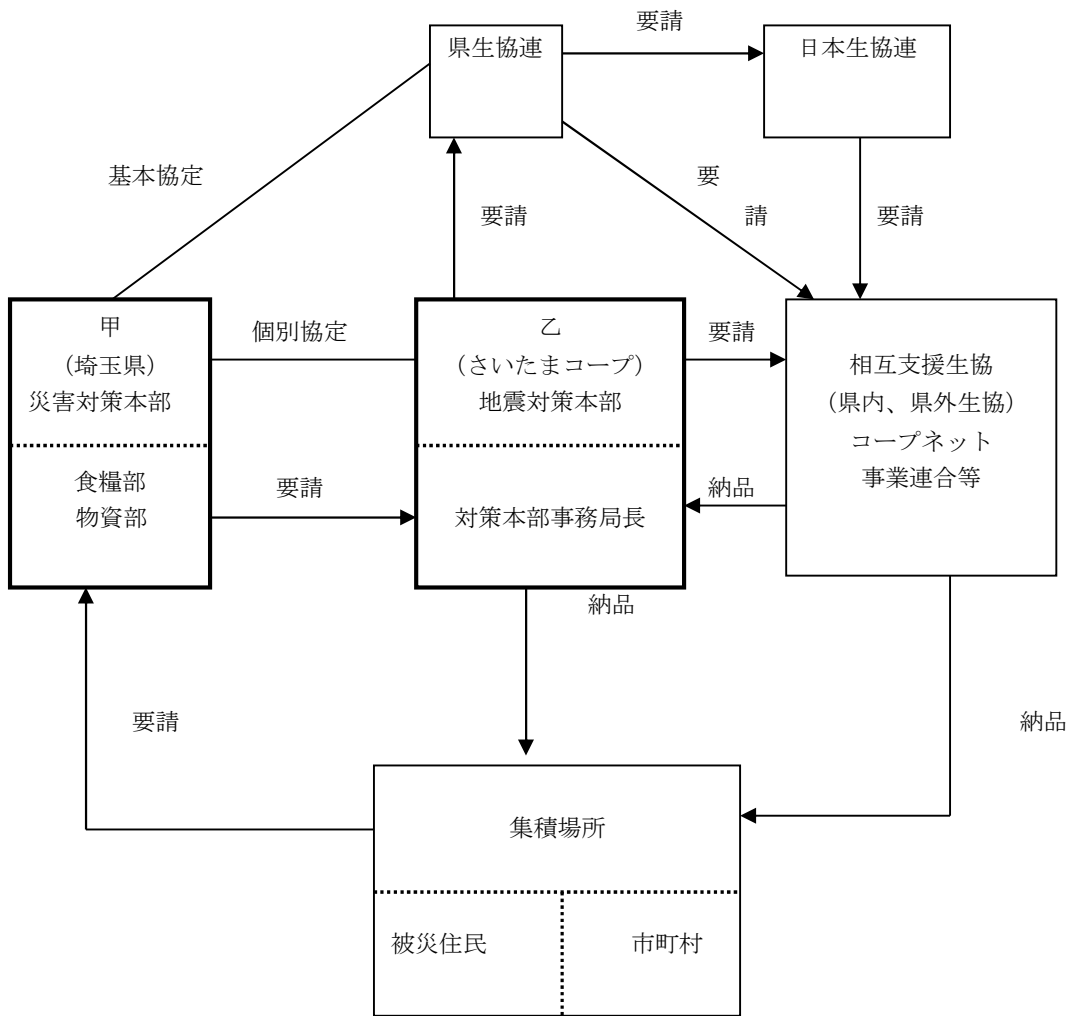 要請
県生協連
日本生協連
基本協定
要請
要
請
要請
甲
(埼玉県)
災害対策本部
個別協定
乙
(さいたまコープ)
地震対策本部
要請
相互支援生協
(県内、県外生協)
コープネット
事業連合等
食糧部
物資部
要請
対策本部事務局長
納品
納品
要請
納品
集積場所
被災住民
市町村